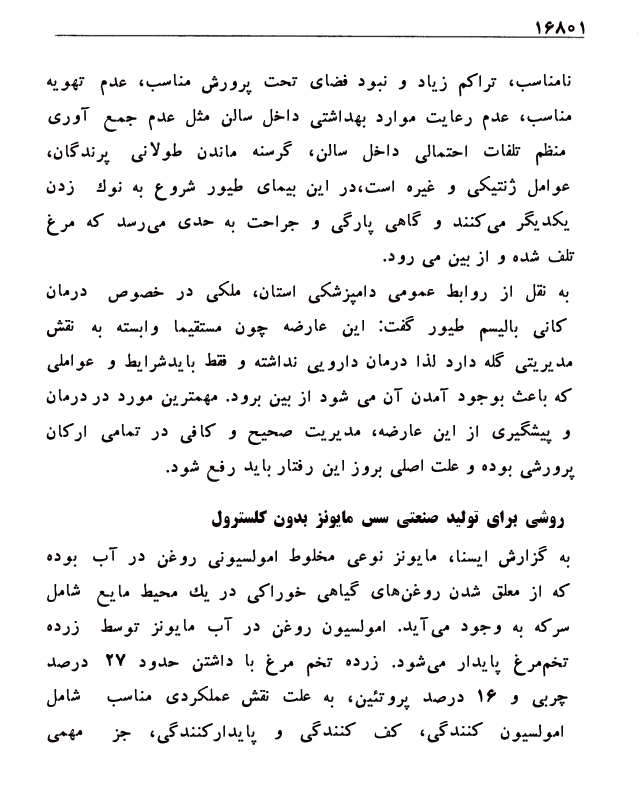 ۱۶۸۰۱
نامناسب، تراکم زیاد و نبود فضای تحت پرورش مناسب، عدم تهویه
مناسب، عدم رعایت موارد بهداشتی داخل سالن مثل عدم جمع آوری
منظم تلفات احتمالی داخل سالن، گرسنه ماندن طولانی پرندگان،
عوامل ژنتیکی و غیره است،در این بیمای طیور شروع به نوك زدن
یکدیگر می‌کنند و گاهی پارگی و جراحت به حدی می‌رسد که مرغ
تلف شده و از بین می رود.
به نقل از روابط عمومی دامپزشکی استان، ملکی در خصوص درمان
کانی بالیسم طیور گفت: این عارضه چون مستقیما وابسته به نقش
مدیریتی گله دارد لذا درمان دارویی نداشته و فقط بایدشرایط و عواملی
که باعث بوجود آمدن آن می شود از بین برود. مهمترین مورد در درمان
و پیشگیری از این عارضه، مدیریت صحیح و کافی در تمامی ارکان
پرورشی بوده و علت اصلی بروز این رفتار باید رفع شود.
روشی برای تولید صنعتی سس مایونز بدون کلسترول
به گزارش ایسنا، مایونز نوعی مخلوط امولسیونی روغن در آب بوده
که از معلق شدن روغن‌های گیاهی خوراکی در یك محیط مایع شامل
سرکه به وجود می‌آید. امولسیون روغن در آب مایونز توسط زرده
تخم‌مرغ پایدار می‌شود. زرده تخم مرغ با داشتن حدود ۲۷ درصد
چربی و ۱۶ درصد پروتئین، به علت نقش عملکردی مناسب شامل
امولسیون کنندگی، کف کنندگی و پایدارکنندگی، جز مهمی